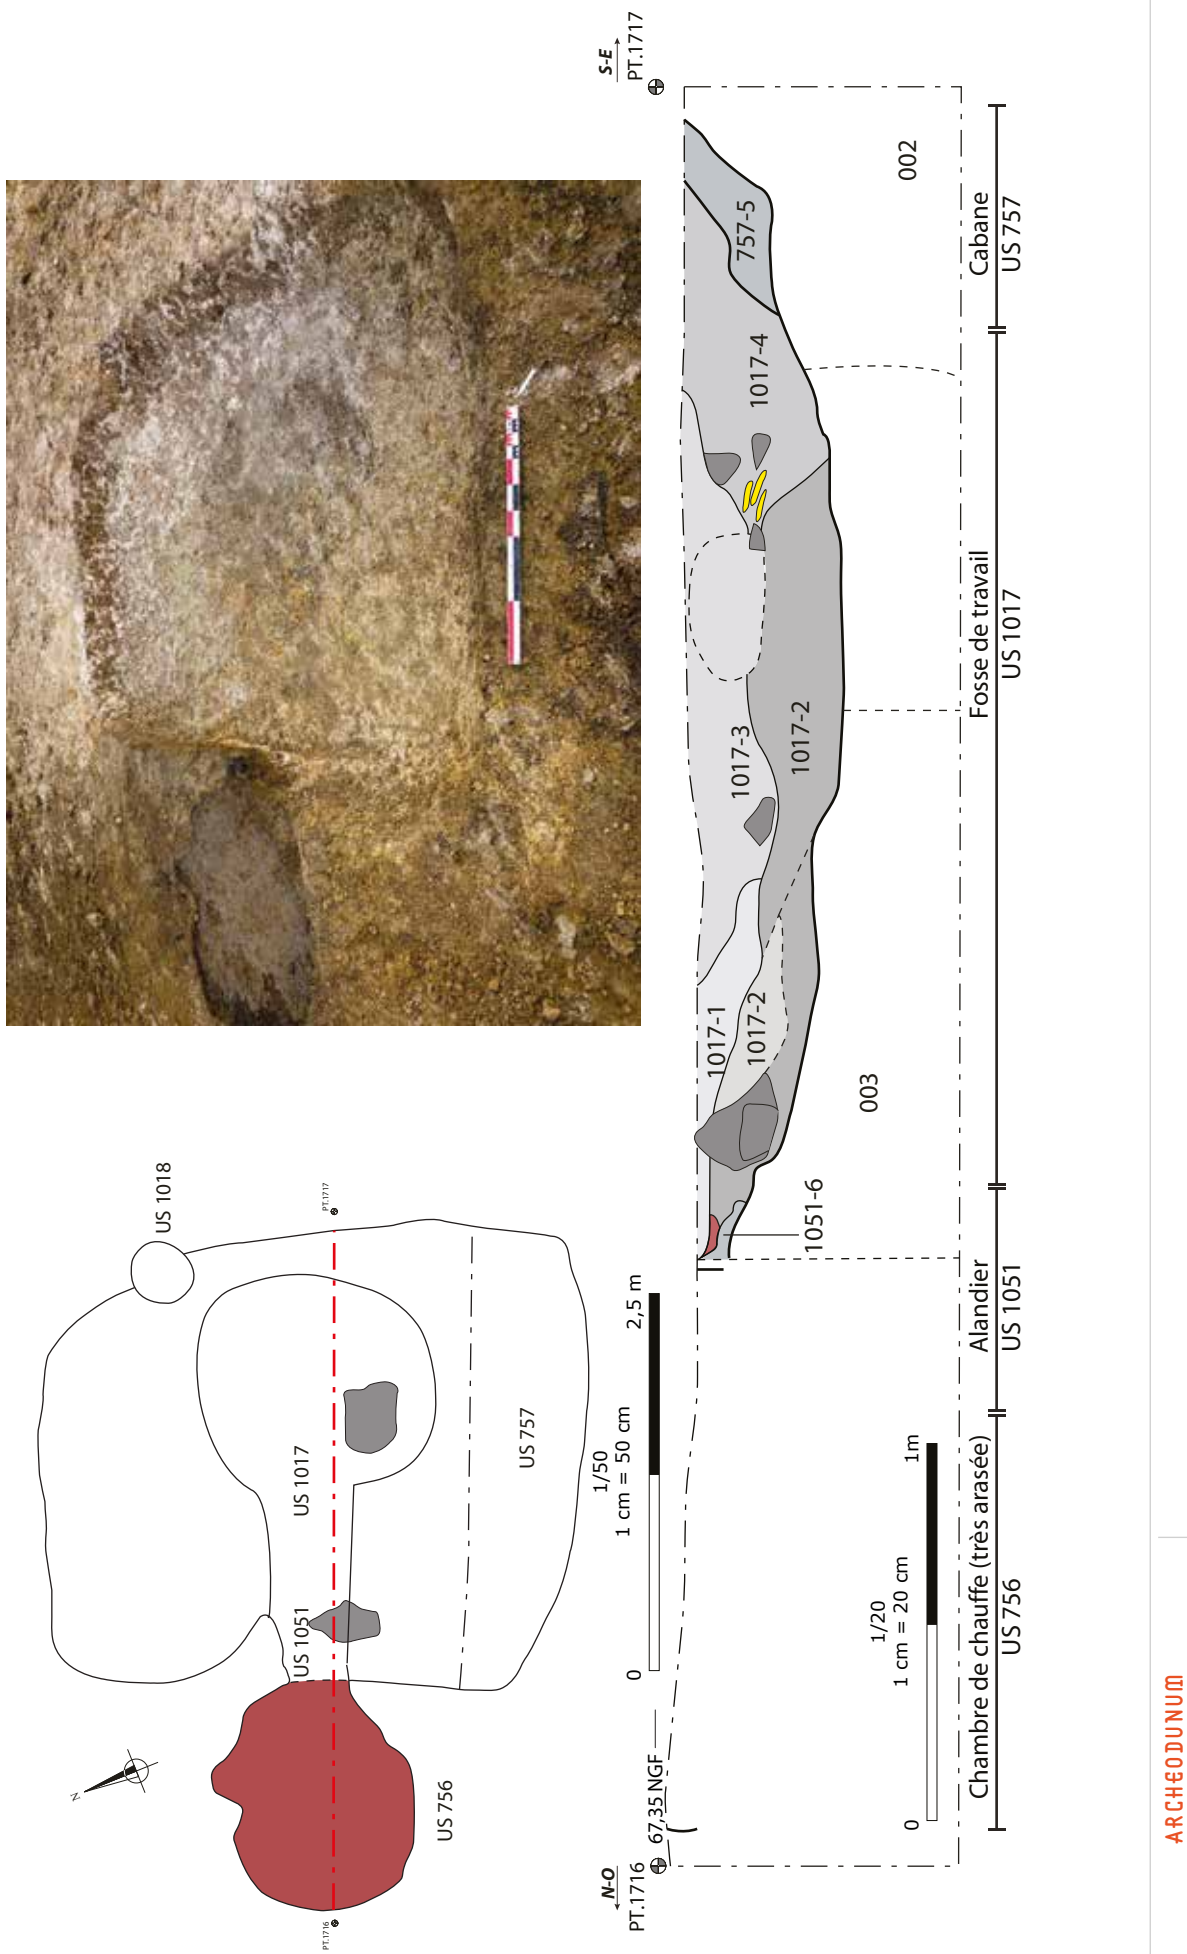 US 1018
PT.1717
US 1017
US 757
US 1051
US 756
N
PT.1716
1/50
1 cm = 50 cm
0
2,5 m
N-O
PT.1716
67,35 NGF
S-E
PT.1717
1017-1
1017-2
1017-3
1017-2
1017-4
757-5
1051-6
003
002
1/20
1 cm = 20 cm
0
1m
Chambre de chauffe (très arasée)
US 756
Alandier
US 1051
Fosse de travail
US 1017
Cabane
US 757
ARCHEODUNUM